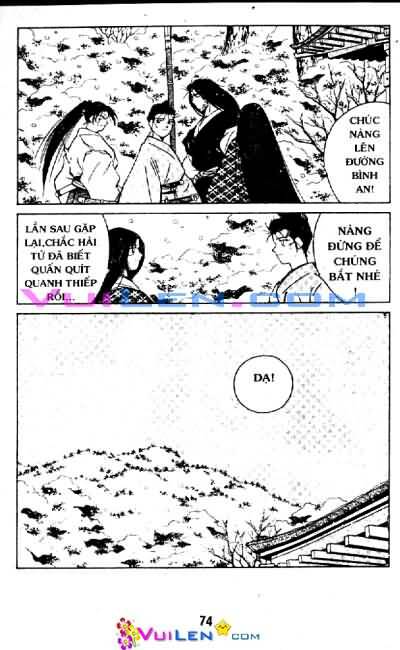 CHÚC
NÀNG
LÊN
ĐƯỜNG
BÌNH
AN!
LẦN SAU GẶP
LẠI,CHẮC HÀI
TỬ ĐÃ BIẾT
QUẤN QUÍT
QUANH THIẾP
RỒI...
NÀNG
ĐỪNG ĐỂ
CHÚNG
BẮT NHÉ
!
VUILEN.COM
DẠ!
74
VUILEN.COM